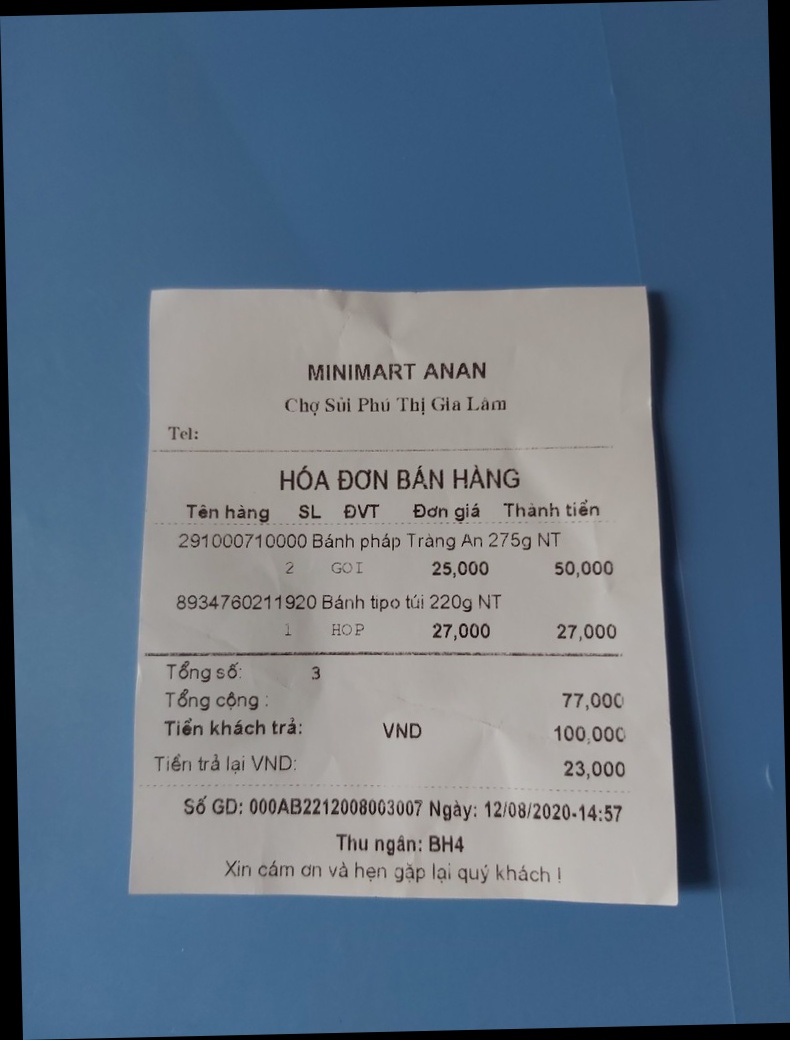 MINIMART ANAN
Chợ Sủi Phú Thị Gia Lâm
Tel:
HÓA ĐƠN BÁN HÀNG
Tên hàng SL ĐVT Đơn giá Thành tiền
291000710000 Bánh pháp Tràng An 275g NT
2 GOI 25,000 50,000
8934760211920 Bánh tipo túi 220g NT
1 HOP 27,000 27,000
Tổng số: 3
Tổng cộng : 77,000
Tiền khách trả: VND 100,000
Tiền trả lại VND: 23,000
Số GD: 000AB2212008003007 Ngày: 12/08/2020-14:57
Thu ngân: BH4
Xin cám ơn và hẹn gặp lại quý khách !